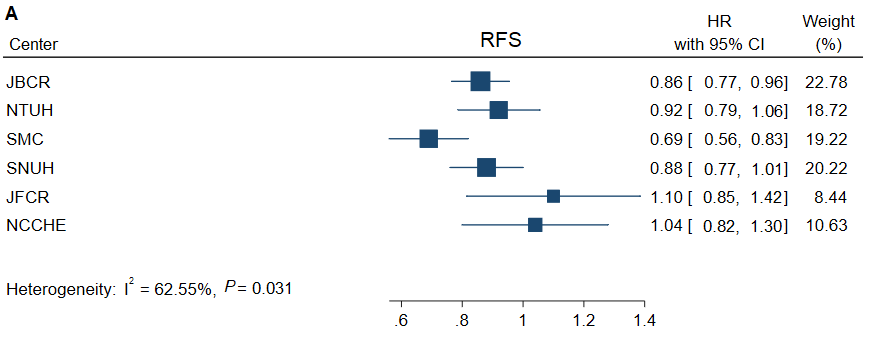 A
Center RFS HR with 95% CI Weight (%)
JBCR 0.86 [ 0.77, 0.96] 22.78
NTUH 0.92 [ 0.79, 1.06] 18.72
SMC 0.69 [ 0.56, 0.83] 19.22
SNUH 0.88 [ 0.77, 1.01] 20.22
JFCR 1.10 [ 0.85, 1.42] 8.44
NCCHE 1.04 [ 0.82, 1.30] 10.63
Heterogeneity: I² = 62.55%, P = 0.031
.6 .8 1 1.2 1.4